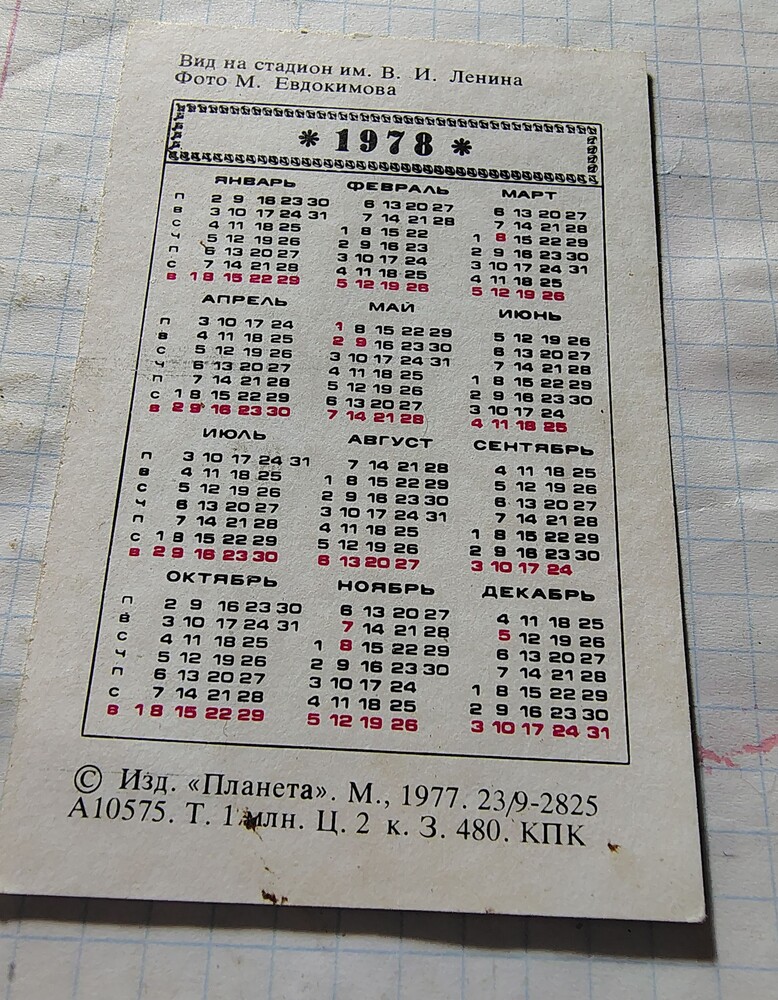 Вид на стадион им. В. И. Ленина
Фото М. Евдокимова
* 1978 *
ЯНВАРЬ ФЕВРАЛЬ МАРТ
П 2 9 16 23 30 6 13 20 27 6 13 20 27
В 3 10 17 24 31 7 14 21 28 7 14 21 28
С 4 11 18 25 1 8 15 22 1 8 15 22 29
Ч 5 12 19 26 2 9 16 23 2 9 16 23 30
П 6 13 20 27 3 10 17 24 3 10 17 24 31
С 7 14 21 28 4 11 18 25 4 11 18 25
В 1 8 15 22 29 5 12 19 26 5 12 19 26
АПРЕЛЬ МАЙ ИЮНЬ
П 3 10 17 24 1 8 15 22 29 5 12 19 26
В 4 11 18 25 2 9 16 23 30 6 13 20 27
С 5 12 19 26 3 10 17 24 31 7 14 21 28
Ч 6 13 20 27 4 11 18 25 1 8 15 22 29
П 7 14 21 28 5 12 19 26 2 9 16 23 30
С 1 8 15 22 29 6 13 20 27 3 10 17 24
В 2 9 16 23 30 7 14 21 28 4 11 18 25
ИЮЛЬ АВГУСТ СЕНТЯБРЬ
П 3 10 17 24 31 7 14 21 28 4 11 18 25
В 4 11 18 25 1 8 15 22 29 5 12 19 26
С 5 12 19 26 2 9 16 23 30 6 13 20 27
Ч 6 13 20 27 3 10 17 24 31 7 14 21 28
П 7 14 21 28 4 11 18 25 1 8 15 22 29
С 1 8 15 22 29 5 12 19 26 2 9 16 23 30
В 2 9 16 23 30 6 13 20 27 3 10 17 24
ОКТЯБРЬ НОЯБРЬ ДЕКАБРЬ
П 2 9 16 23 30 6 13 20 27 4 11 18 25
В 3 10 17 24 31 7 14 21 28 5 12 19 26
С 4 11 18 25 1 8 15 22 29 6 13 20 27
Ч 5 12 19 26 2 9 16 23 30 7 14 21 28
П 6 13 20 27 3 10 17 24 1 8 15 22 29
С 7 14 21 28 4 11 18 25 2 9 16 23 30
В 1 8 15 22 29 5 12 19 26 3 10 17 24 31
© Изд. «Планета». М., 1977. 23/9-2825
А10575. Т. 1 млн. Ц. 2 к. З. 480. КПК